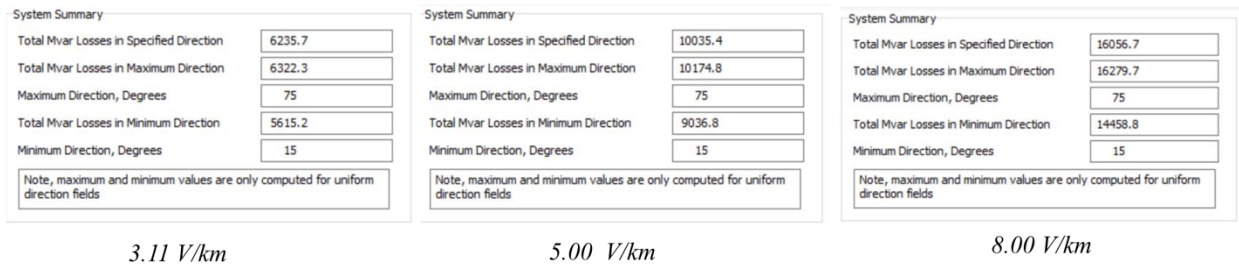 System Summary
Total Mvar Losses in Specified Direction 6235.7
Total Mvar Losses in Maximum Direction 6322.3
Maximum Direction, Degrees 75
Total Mvar Losses in Minimum Direction 5615.2
Minimum Direction, Degrees 15
Note, maximum and minimum values are only computed for uniform
direction fields
3.11 V/km
System Summary
Total Mvar Losses in Specified Direction 10035.4
Total Mvar Losses in Maximum Direction 10174.8
Maximum Direction, Degrees 75
Total Mvar Losses in Minimum Direction 9036.8
Minimum Direction, Degrees 15
Note, maximum and minimum values are only computed for uniform
direction fields
5.00 V/km
System Summary
Total Mvar Losses in Specified Direction 16056.7
Total Mvar Losses in Maximum Direction 16279.7
Maximum Direction, Degrees 75
Total Mvar Losses in Minimum Direction 14458.8
Minimum Direction, Degrees 15
Note, maximum and minimum values are only computed for uniform
direction fields
8.00 V/km